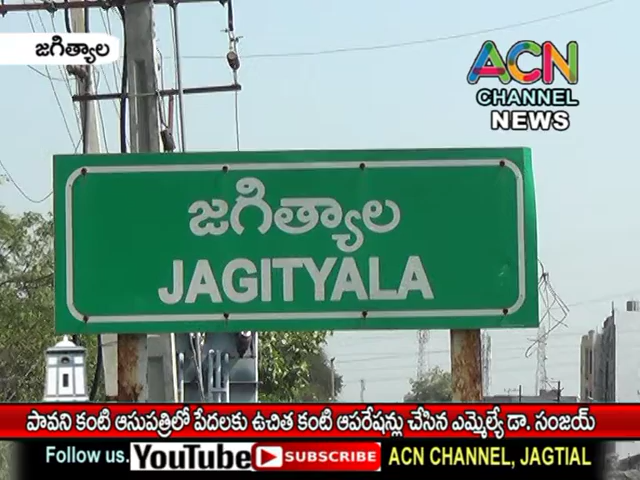 జగిత్యాల
ACN
CHANNEL
NEWS
జగిత్యాల
JAGITYALA
పావని కంటి ఆసుపత్రిలో పేదలకు ఉచిత కంటి ఆపరేషన్లు చేసిన ఎమ్మెల్యే డా. సంజయ్
Follow us. YouTube SUBSCRIBE ACN CHANNEL, JAGTIAL